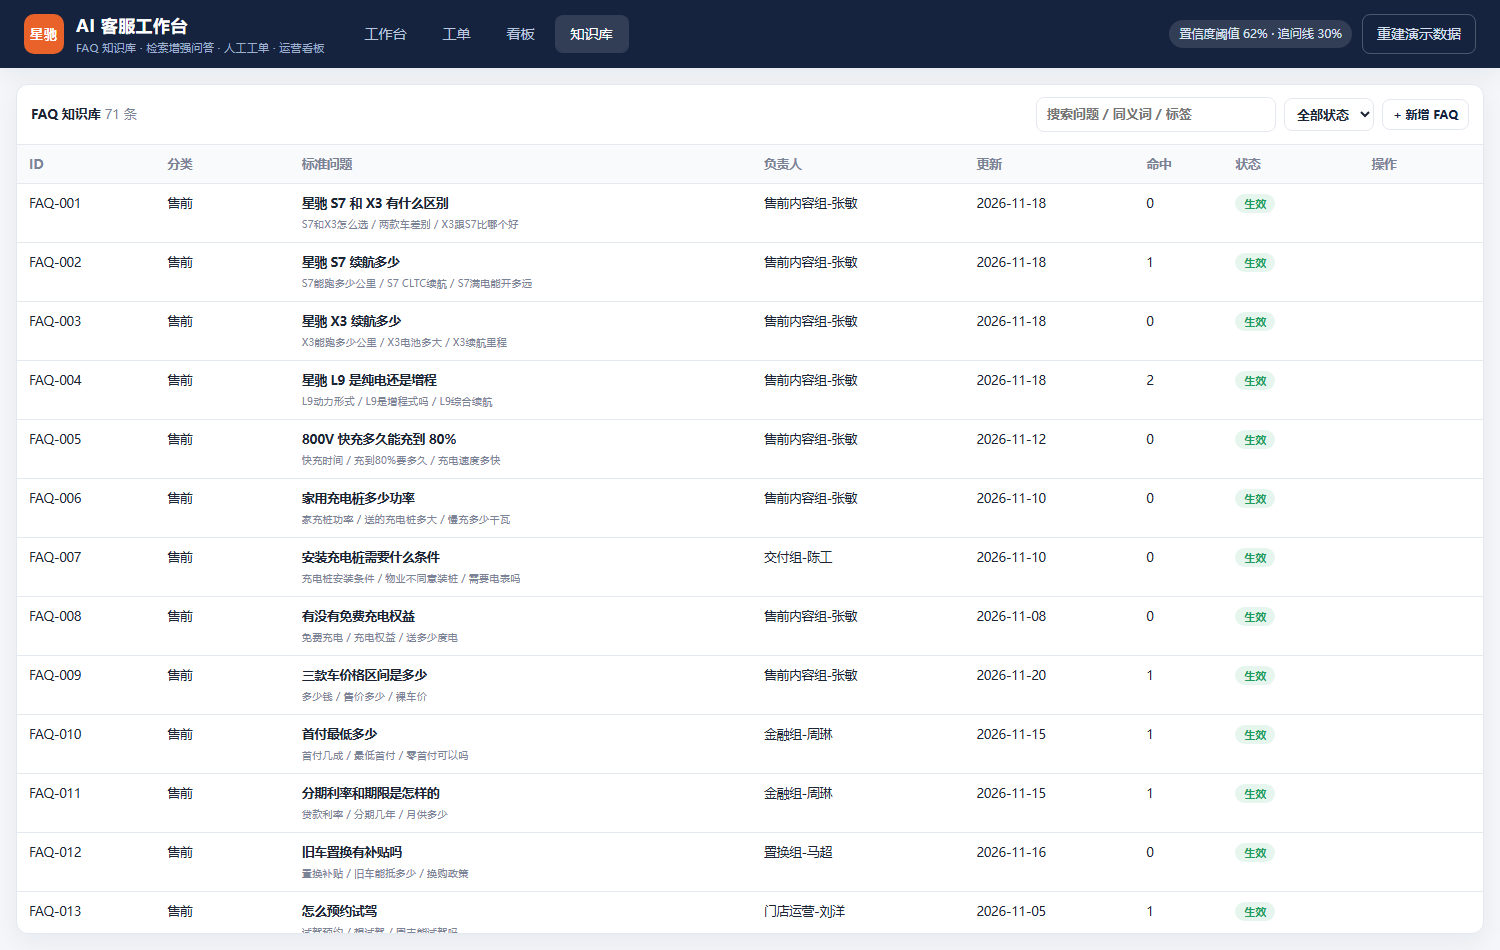 星驰
AI 客服工作台
FAQ 知识库 · 检索增强问答 · 人工工单 · 运营看板
工作台 工单 看板 知识库
置信度阈值 62% · 追问线 30%
重建演示数据
FAQ 知识库 71 条
搜索问题 / 同义词 / 标签
全部状态
+ 新增 FAQ
ID 分类 标准问题 负责人 更新 命中 状态 操作
FAQ-001 售前 星驰 S7 和 X3 有什么区别 售前内容组-张敏 2026-11-18 0 生效
S7和X3怎么选 / 两款车差别 / X3跟S7比哪个好
FAQ-002 售前 星驰 S7 续航多少 售前内容组-张敏 2026-11-18 1 生效
S7能跑多少公里 / S7 CLTC续航 / S7满电能开多远
FAQ-003 售前 星驰 X3 续航多少 售前内容组-张敏 2026-11-18 0 生效
X3能跑多少公里 / X3电池多大 / X3续航里程
FAQ-004 售前 星驰 L9 是纯电还是增程 售前内容组-张敏 2026-11-18 2 生效
L9动力形式 / L9是增程式吗 / L9综合续航
FAQ-005 售前 800V 快充多久能充到 80% 售前内容组-张敏 2026-11-12 0 生效
快充时间 / 充到80%要多久 / 充电速度多快
FAQ-006 售前 家用充电桩多少功率 售前内容组-张敏 2026-11-10 0 生效
家充桩功率 / 送的充电桩多大 / 慢充多少千瓦
FAQ-007 售前 安装充电桩需要什么条件 交付组-陈工 2026-11-10 0 生效
充电桩安装条件 / 物业不同意装桩 / 需要电表吗
FAQ-008 售前 有没有免费充电权益 售前内容组-张敏 2026-11-08 0 生效
免费充电 / 充电权益 / 送多少度电
FAQ-009 售前 三款车价格区间是多少 售前内容组-张敏 2026-11-20 1 生效
多少钱 / 售价多少 / 裸车价
FAQ-010 售前 首付最低多少 金融组-周琳 2026-11-15 1 生效
首付几成 / 最低首付 / 零首付可以吗
FAQ-011 售前 分期利率和期限是怎样的 金融组-周琳 2026-11-15 1 生效
贷款利率 / 分期几年 / 月供多少
FAQ-012 售前 旧车置换有补贴吗 置换组-马超 2026-11-16 0 生效
置换补贴 / 旧车能抵多少 / 换购政策
FAQ-013 售前 怎么预约试驾 门店运营-刘洋 2026-11-05 1 生效
试驾预约 / 想试驾 / 周末能试驾吗